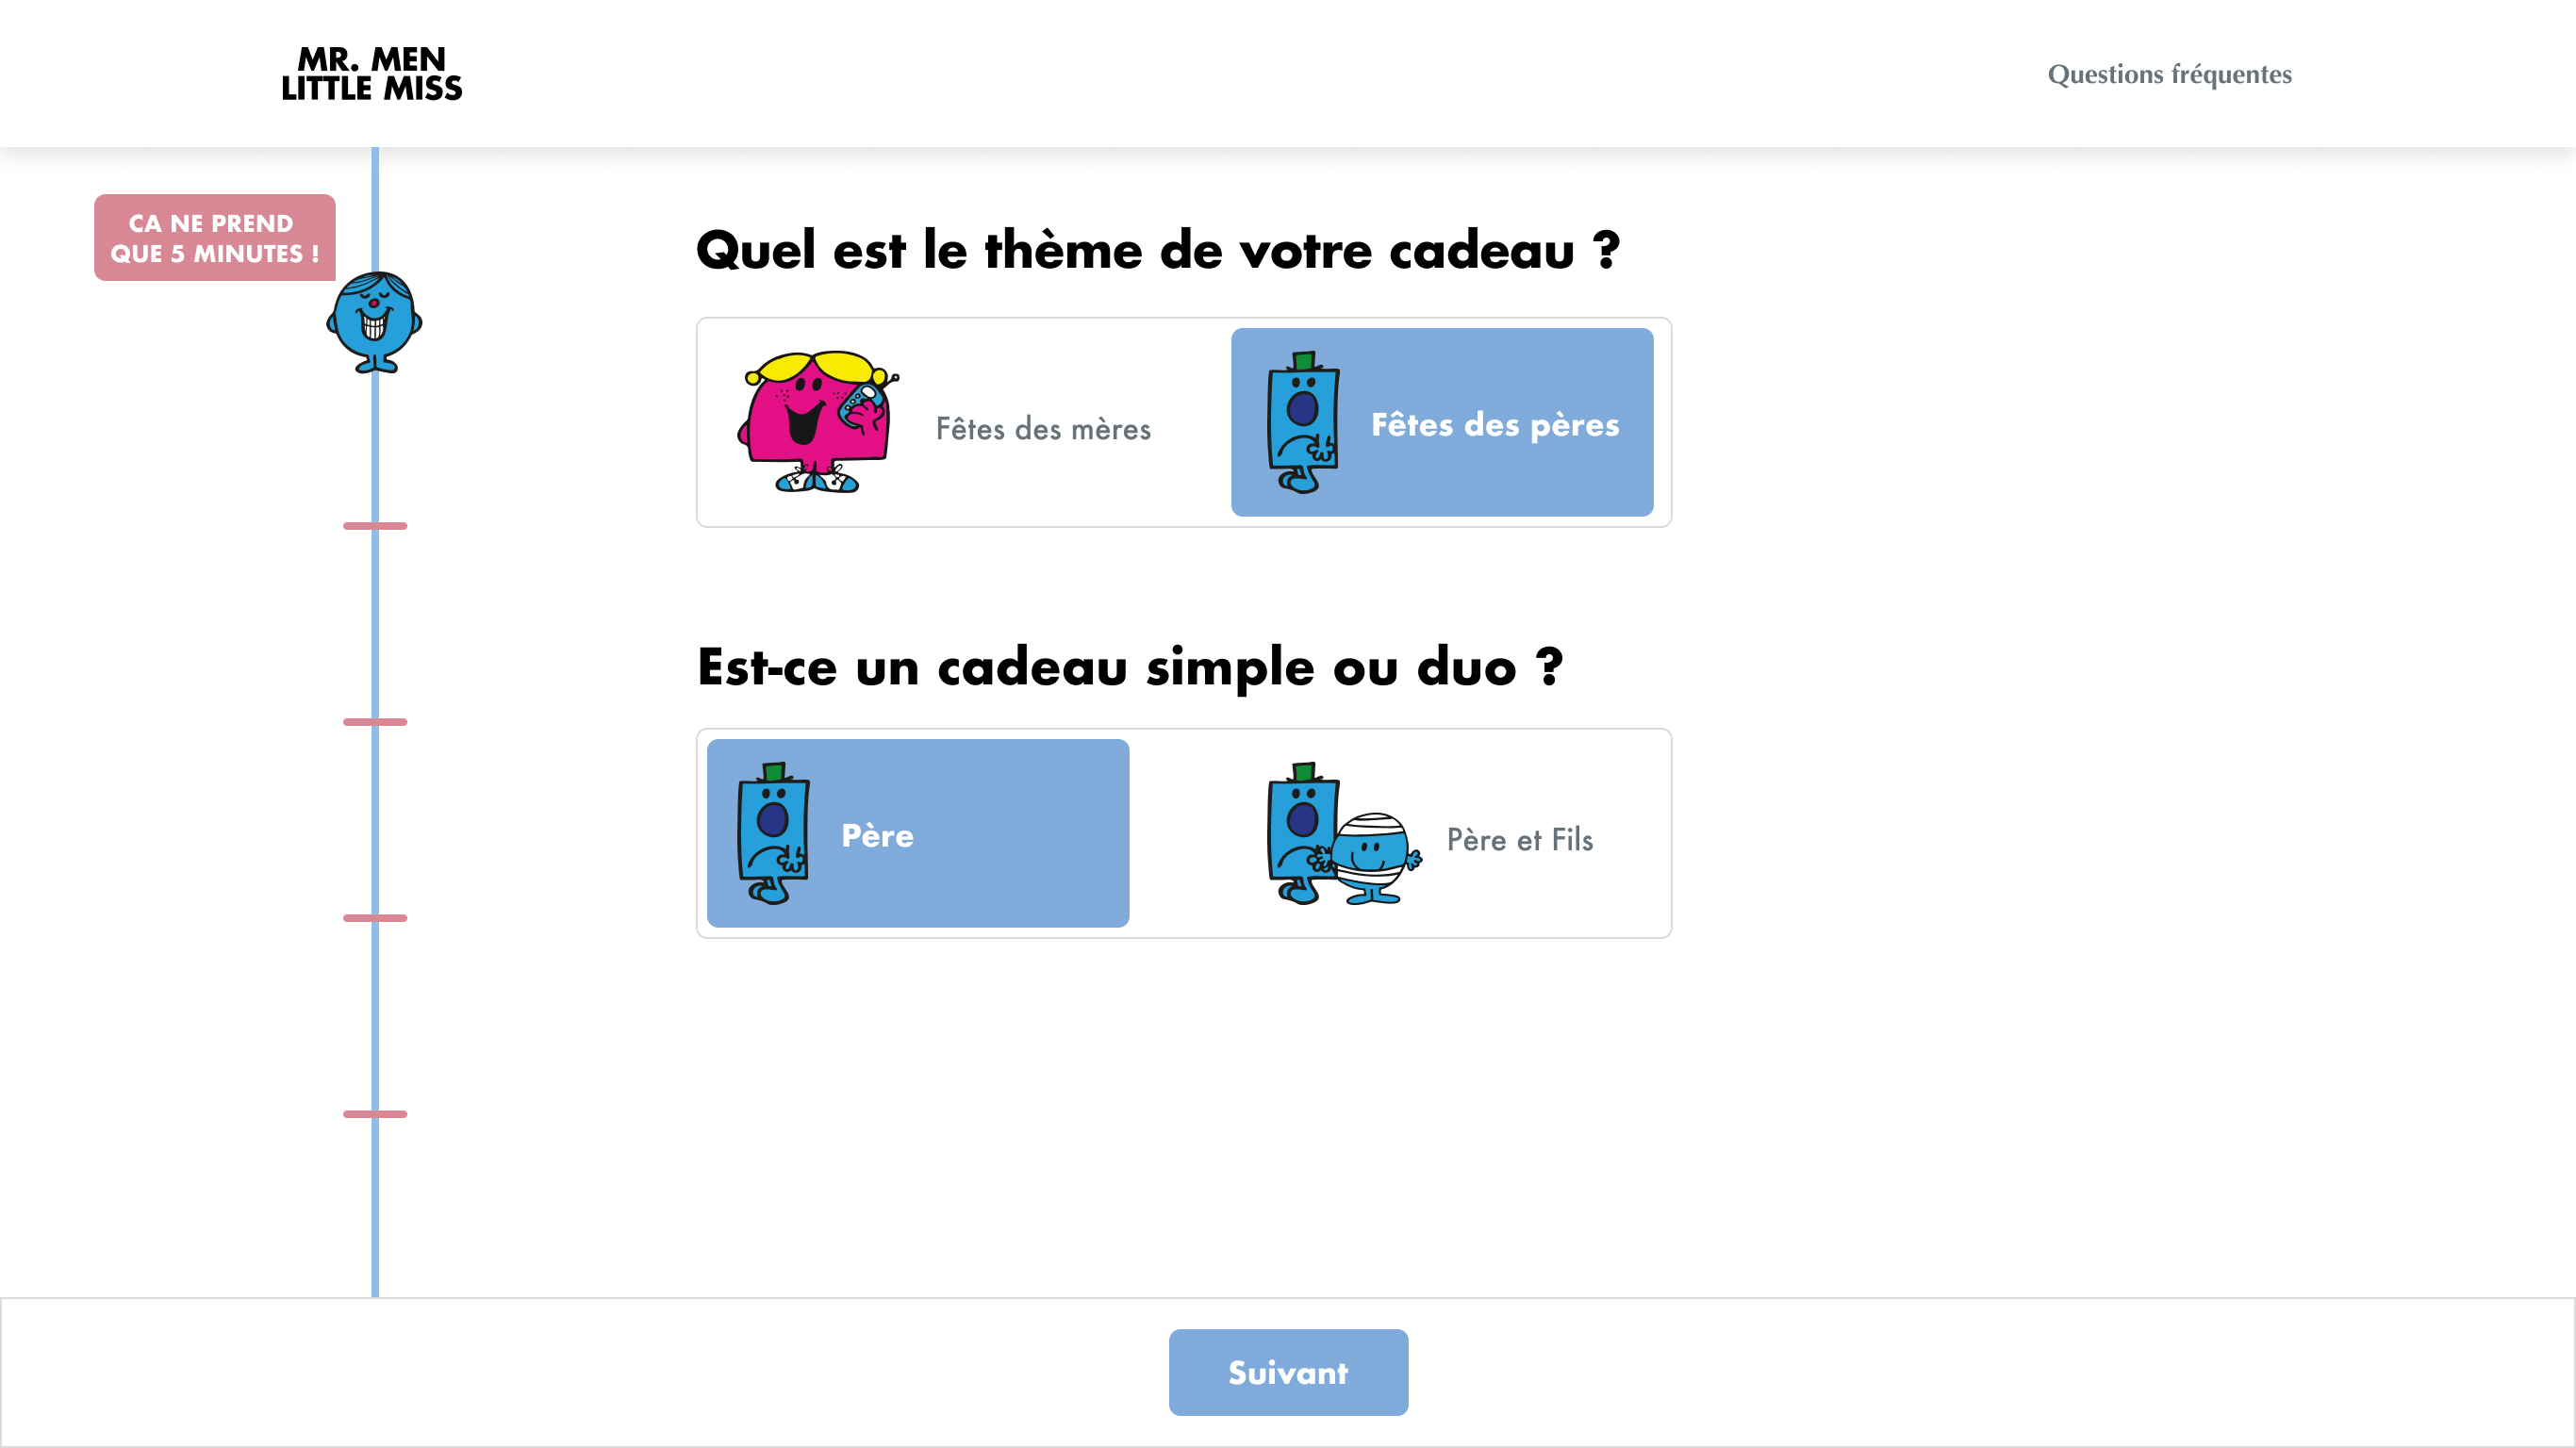 MR. MEN
LITTLE MISS
Questions fréquentes
CA NE PREND
QUE 5 MINUTES !
Quel est le thème de votre cadeau ?
Fêtes des mères
Fêtes des pères
Est-ce un cadeau simple ou duo ?
Père
Père et Fils
Suivant